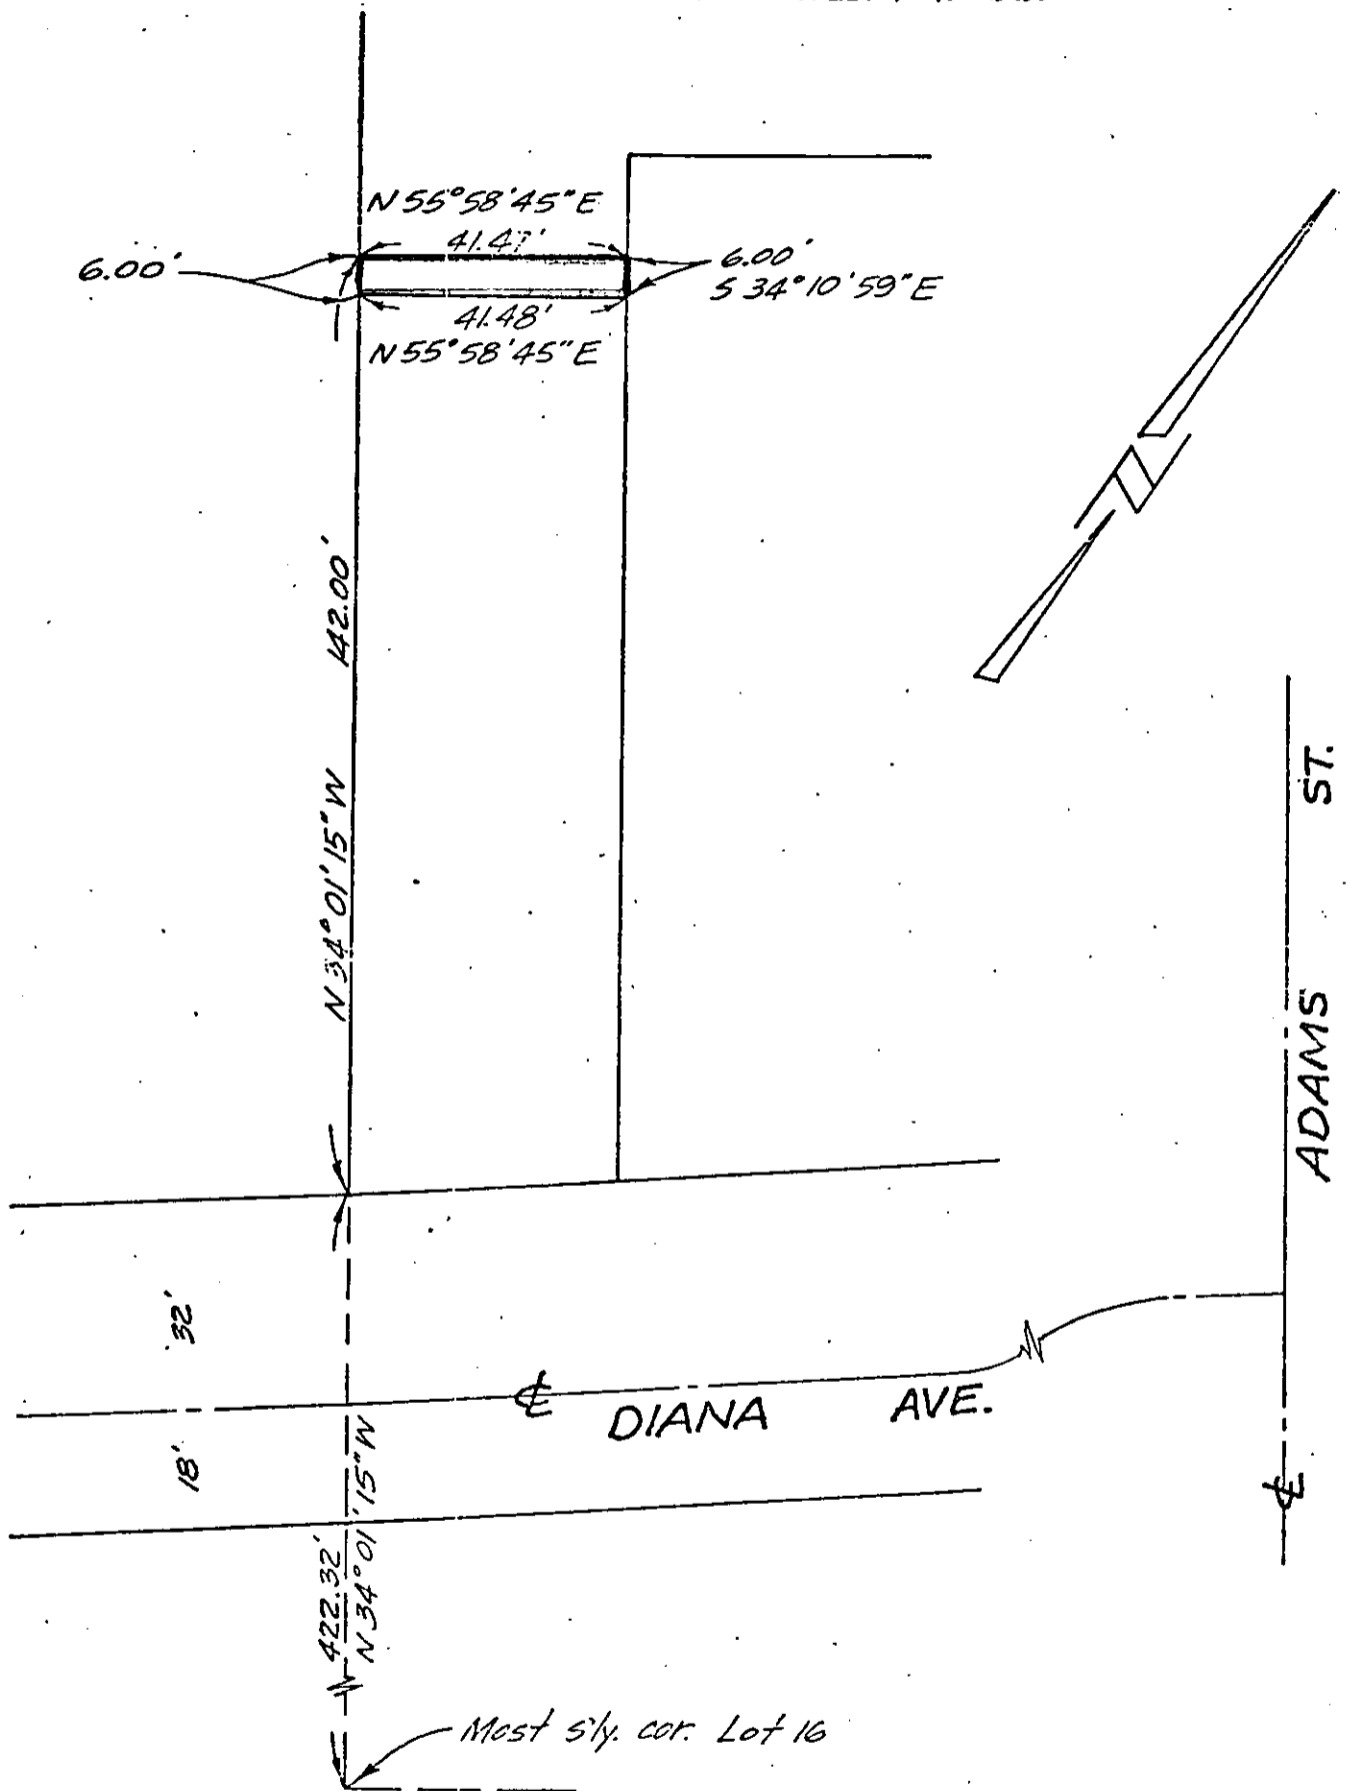 N 55°58'45"E
41.47'
6.00'
6.00'
S 34°10'59"E
41.48'
N 55°58'45"E
N 34°01'15"W 142.00'
N
ADAMS ST.
32'
℄ DIANA AVE.
18'
℄
422.32'
N 34°01'15"W
Most s'ly. cor. Lot 16